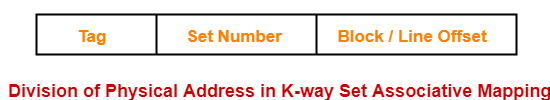 Tag Set Number Block / Line Offset
Division of Physical Address in K-way Set Associative Mapping